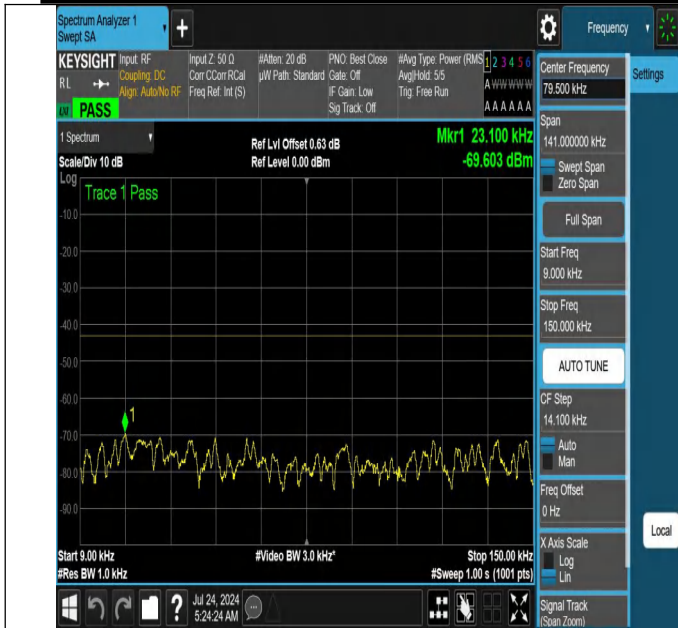 Spectrum Analyzer 1
Swept SA
+
Frequency
KEYSIGHT
RL
LXI
PASS
Input: RF
Coupling: DC
Align: Auto/No RF
Input Z: 50 Ω
Corr CCorr RCal
Freq Ref: Int (S)
#Atten: 20 dB
µW Path: Standard
PNO: Best Close
Gate: Off
IF Gain: Low
Sig Track: Off
#Avg Type: Power (RMS
Avg|Hold: 5/5
Trig: Free Run
1 2 3 4 5 6
A W W W W W
A A A A A A
1 Spectrum
Scale/Div 10 dB
Ref Lvl Offset 0.63 dB
Ref Level 0.00 dBm
Mkr1 23.100 kHz
-69.603 dBm
Log
Trace 1 Pass
-10.0
-20.0
-30.0
-40.0
-50.0
-60.0
-70.0
-80.0
-90.0
1
Start 9.00 kHz
#Res BW 1.0 kHz
#Video BW 3.0 kHz*
Stop 150.00 kHz
#Sweep 1.00 s (1001 pts)
?
Jul 24, 2024
5:24:24 AM
Center Frequency
79.500 kHz
Settings
Span
141.000000 kHz
Swept Span
Zero Span
Full Span
Start Freq
9.000 kHz
Stop Freq
150.000 kHz
AUTO TUNE
CF Step
14.100 kHz
Auto
Man
Freq Offset
0 Hz
Local
X Axis Scale
Log
Lin
Signal Track
(Span Zoom)